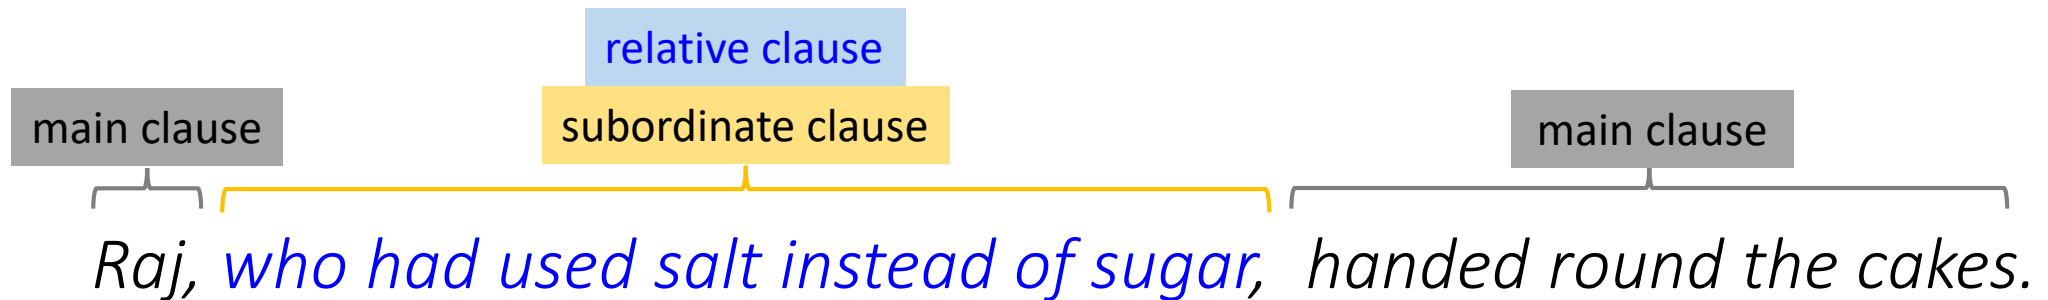 relative clause
main clause
subordinate clause
main clause
Raj, who had used salt instead of sugar, handed round the cakes.